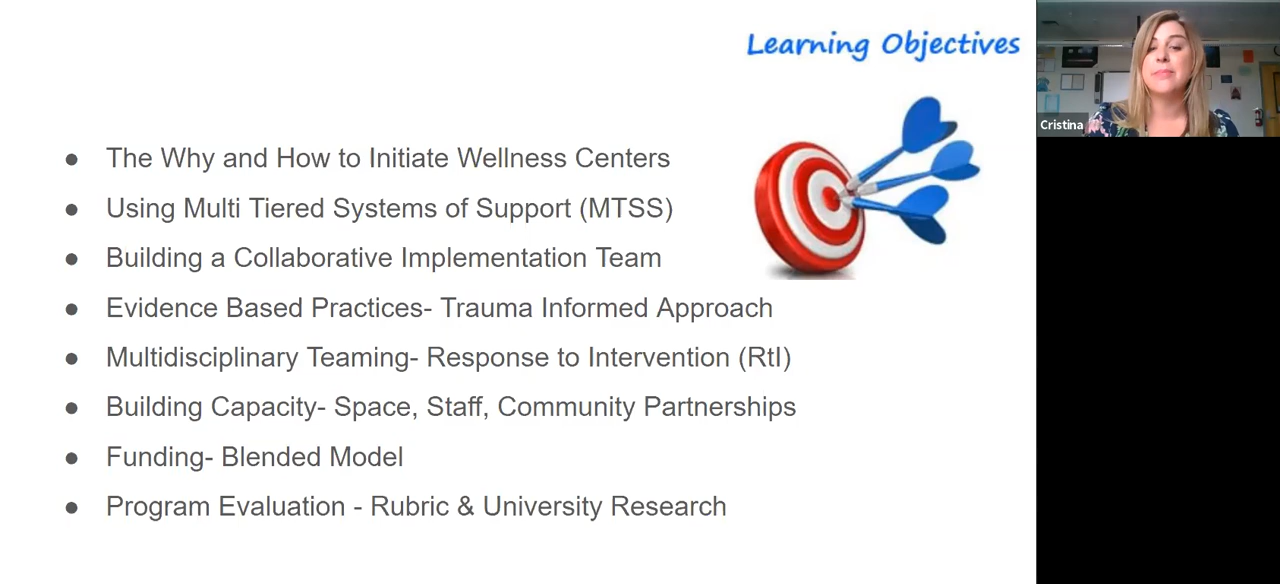 Learning Objectives
Cristina
● The Why and How to Initiate Wellness Centers
● Using Multi Tiered Systems of Support (MTSS)
● Building a Collaborative Implementation Team
● Evidence Based Practices- Trauma Informed Approach
● Multidisciplinary Teaming- Response to Intervention (RtI)
● Building Capacity- Space, Staff, Community Partnerships
● Funding- Blended Model
● Program Evaluation - Rubric & University Research